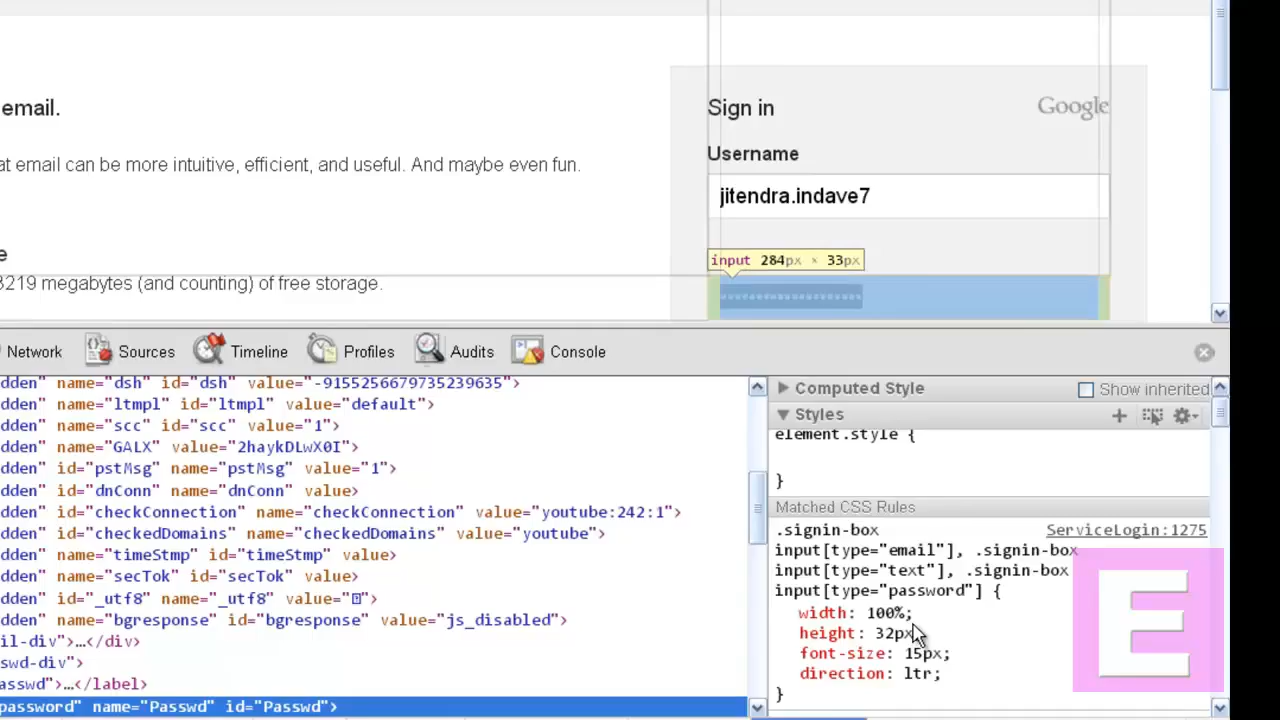 email.
Sign in
Google
Username
at email can be more intuitive, efficient, and useful. And maybe even fun.
jitendra.indave7
e
input 284px × 33px
3219 megabytes (and counting) of free storage.
Network Sources Timeline Profiles Audits Console
dden" name="dsh" id="dsh" value="-9155256679735239635">
dden" name="ltmpl" id="ltmpl" value="default">
dden" name="scc" id="scc" value="1">
dden" name="GALX" value="2haykDLwX0I">
dden" id="pstMsg" name="pstMsg" value="1">
dden" id="dnConn" name="dnConn" value>
dden" id="checkConnection" name="checkConnection" value="youtube:242:1">
dden" id="checkedDomains" name="checkedDomains" value="youtube">
dden" name="timeStmp" id="timeStmp" value>
dden" name="secTok" id="secTok" value>
dden" id="_utf8" name="_utf8" value="">
dden" name="bgresponse" id="bgresponse" value="js_disabled">
il-div">…</div>
swd-div">
asswd">…</label>
password" name="Passwd" id="Passwd">
Computed Style
Show inherited
Styles
element.style {
}
Matched CSS Rules
.signin-box
ServiceLogin:1275
input[type="email"], .signin-box
input[type="text"], .signin-box
input[type="password"] {
width: 100%;
height: 32px
font-size: 15px;
direction: ltr;
}
E